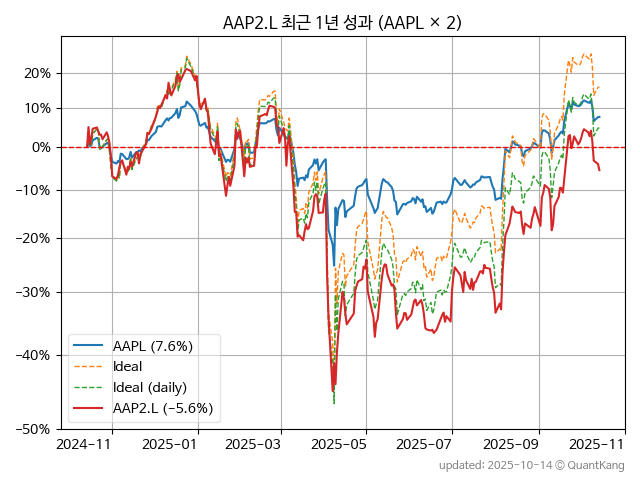 AAP2.L 최근 1년 성과 (AAPL × 2)
20%
10%
0%
−10%
−20%
−30%
−40%
−50%
AAPL (7.6%)
Ideal
Ideal (daily)
AAP2.L (−5.6%)
2024-11
2025-01
2025-03
2025-05
2025-07
2025-09
2025-11
updated: 2025-10-14 © QuantKang